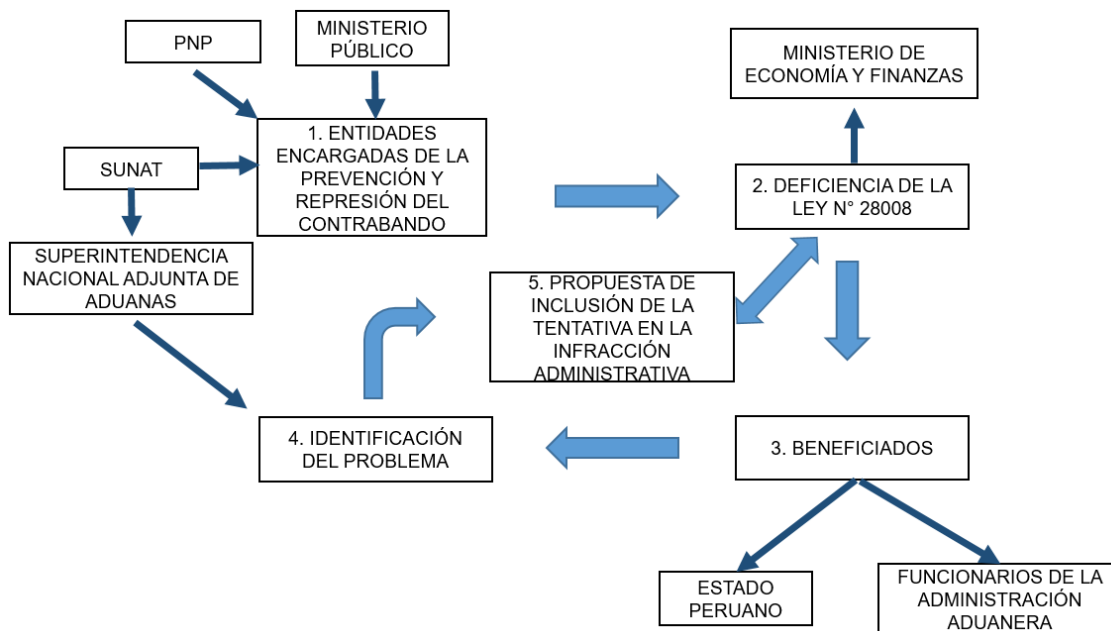 PNP
MINISTERIO
PÚBLICO
MINISTERIO DE
ECONOMÍA Y FINANZAS
1. ENTIDADES
ENCARGADAS DE LA
PREVENCIÓN Y
REPRESIÓN DEL
CONTRABANDO
SUNAT
2. DEFICIENCIA DE LA
LEY N° 28008
SUPERINTENDENCIA
NACIONAL ADJUNTA DE
ADUANAS
5. PROPUESTA DE
INCLUSIÓN DE LA
TENTATIVA EN LA
INFRACCIÓN
ADMINISTRATIVA
4. IDENTIFICACIÓN
DEL PROBLEMA
3. BENEFICIADOS
ESTADO
PERUANO
FUNCIONARIOS DE LA
ADMINISTRACIÓN
ADUANERA